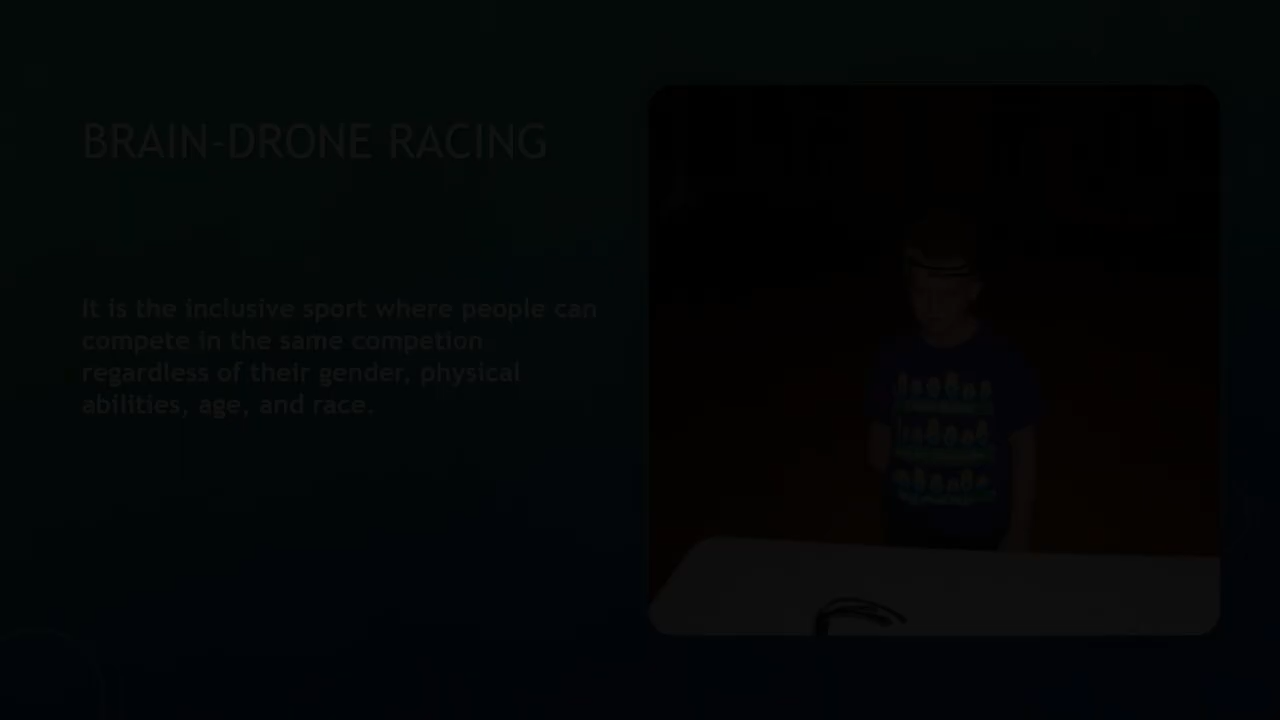 BRAIN-DRONE RACING
It is the inclusive sport where people can
compete in the same competion
regardless of their gender, physical
abilities, age, and race.